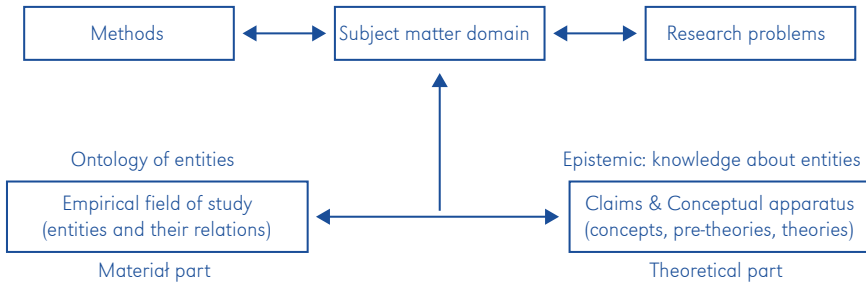 Methods
Subject matter domain
Research problems
Ontology of entities
Epistemic: knowledge about entities
Empirical field of study
(entities and their relations)
Claims & Conceptual apparatus
(concepts, pre-theories, theories)
Materiał part
Theoretical part